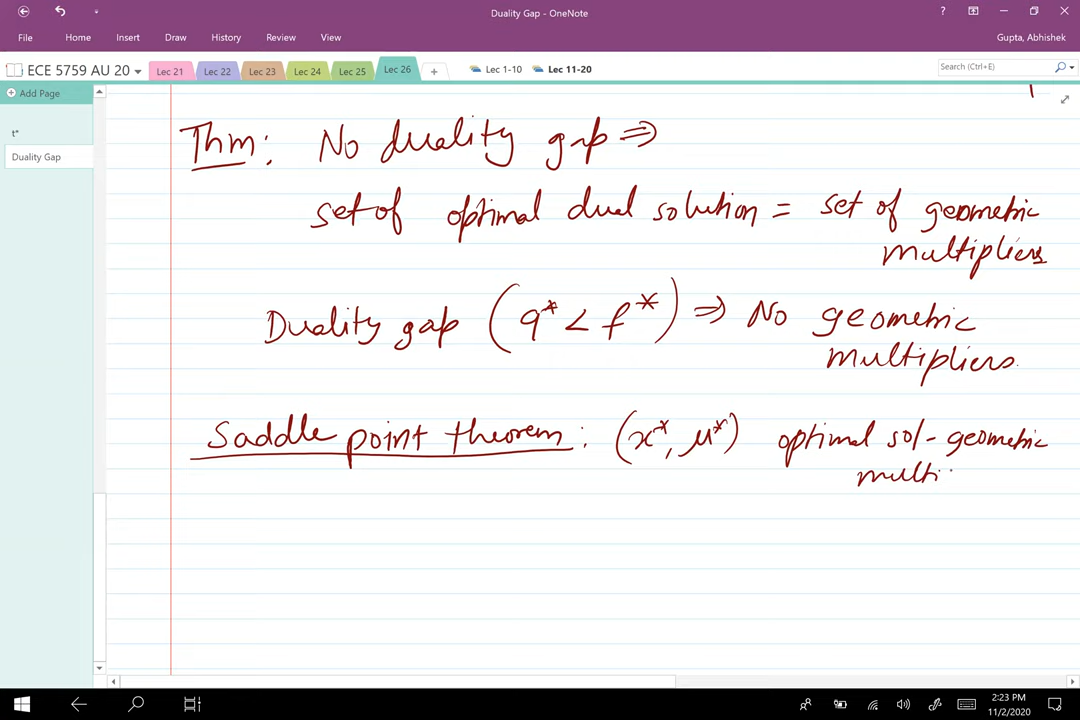 Duality Gap - OneNote
?
Gupta, Abhishek
File Home Insert Draw History Review View
ECE 5759 AU 20
Lec 21 Lec 22 Lec 23 Lec 24 Lec 25 Lec 26 + Lec 1-10 Lec 11-20
Search (Ctrl+E)
Add Page
t*
Duality Gap
Thm: No duality gap ⇒
set of optimal dual solution = set of geometric
multipliers
Duality gap (q* < f*) ⇒ No geometric
multipliers.
Saddle point theorem: (x*, μ*) optimal sol - geometric
multi
2:23 PM
11/2/2020